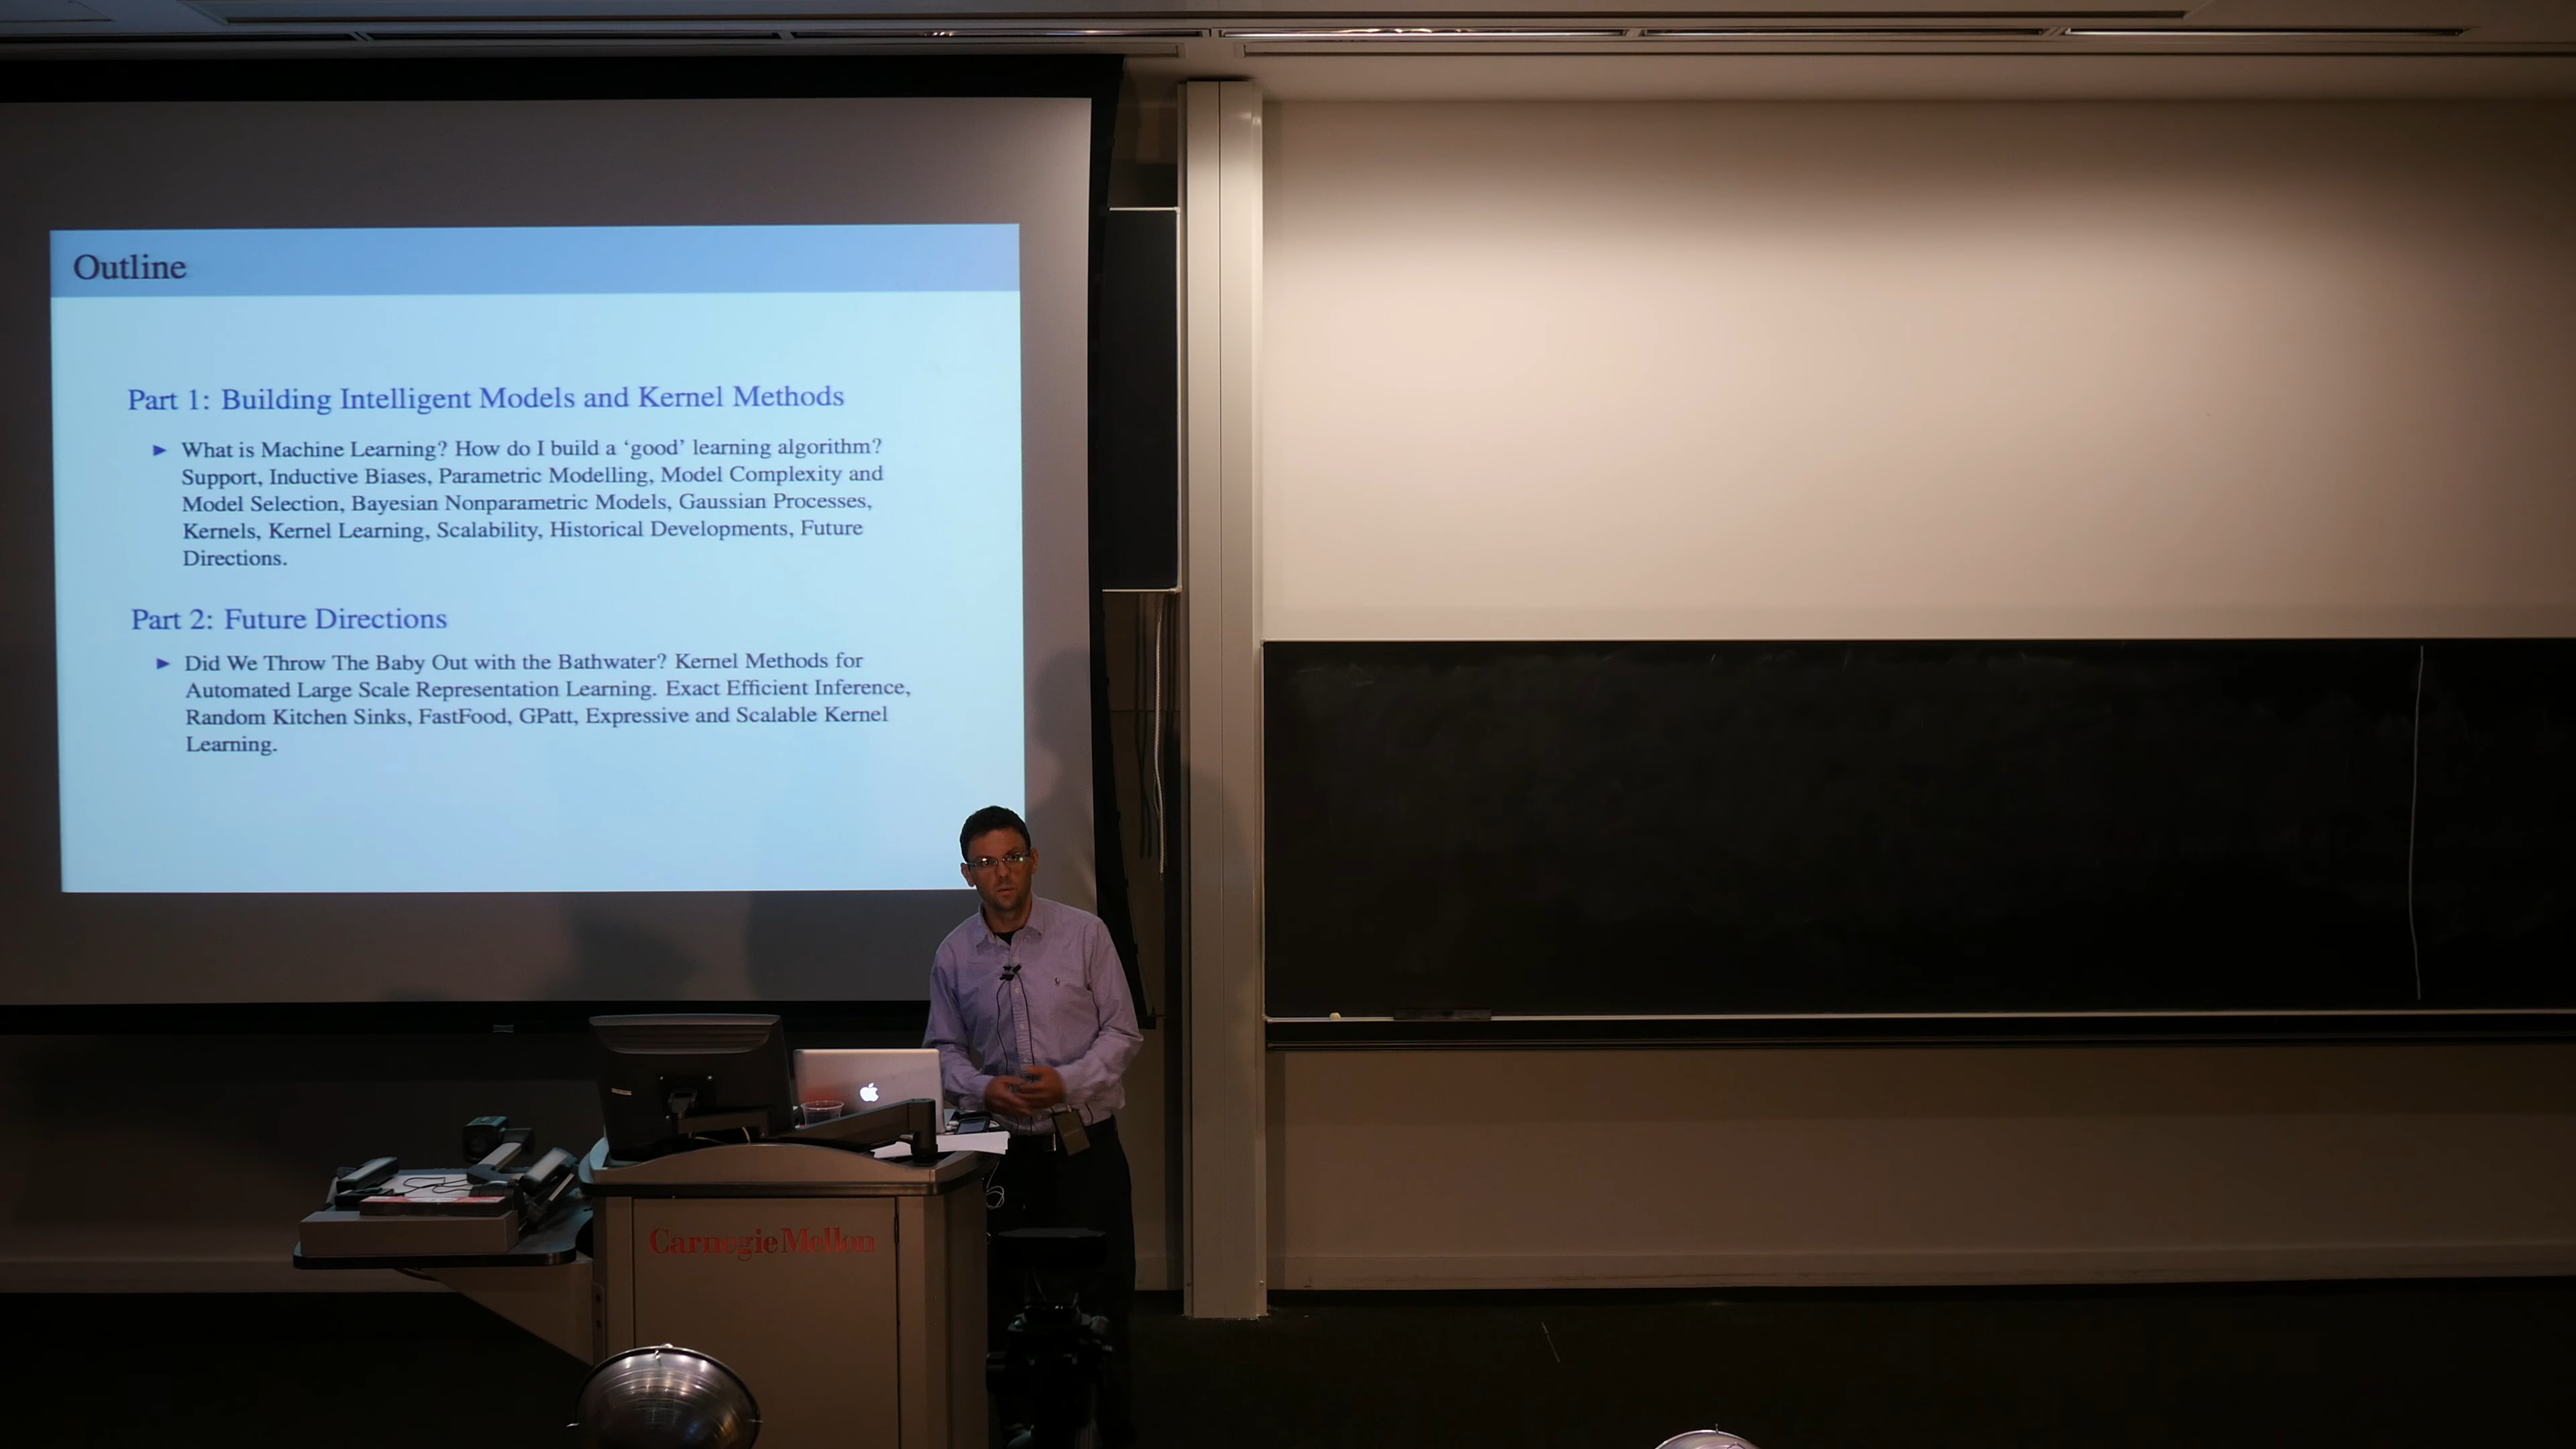 Outline
Part 1: Building Intelligent Models and Kernel Methods
► What is Machine Learning? How do I build a ‘good’ learning algorithm?
Support, Inductive Biases, Parametric Modelling, Model Complexity and
Model Selection, Bayesian Nonparametric Models, Gaussian Processes,
Kernels, Kernel Learning, Scalability, Historical Developments, Future
Directions.
Part 2: Future Directions
► Did We Throw The Baby Out with the Bathwater? Kernel Methods for
Automated Large Scale Representation Learning. Exact Efficient Inference,
Random Kitchen Sinks, FastFood, GPatt, Expressive and Scalable Kernel
Learning.
Carnegie Mellon